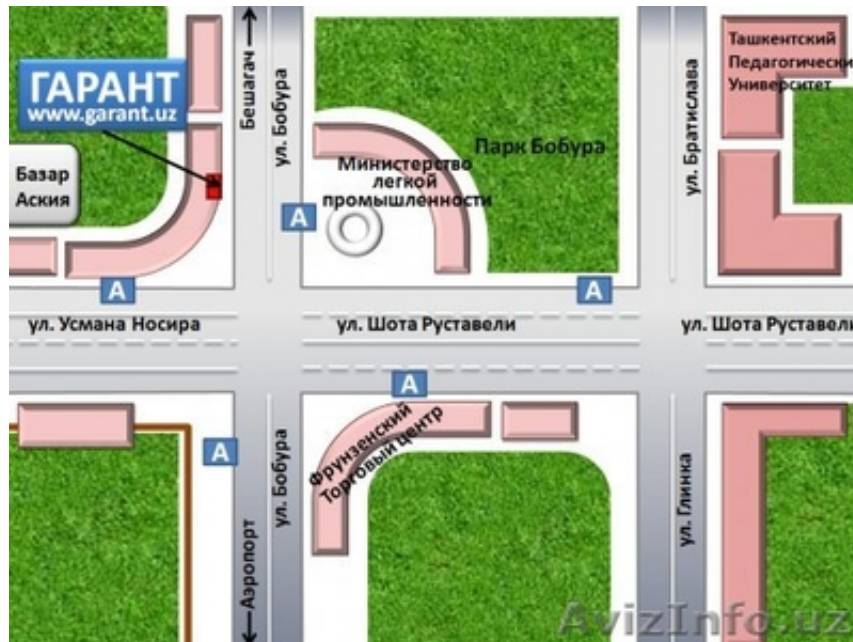 ГАРАНТ
www.garant.uz
Бешагач
ул. Бобура
Базар
Аския
Министерство
легкой
промышленности
Парк Бобура
ул. Братислава
Ташкентский
Педагогически
Университет
А
А
А
ул. Усмана Носира
ул. Шота Руставели
ул. Шота Руставели
А
А
Фрунзенский
Торговый центр
ул. Бобура
Аэропорт
ул. Глинка
AvizInfo.uz